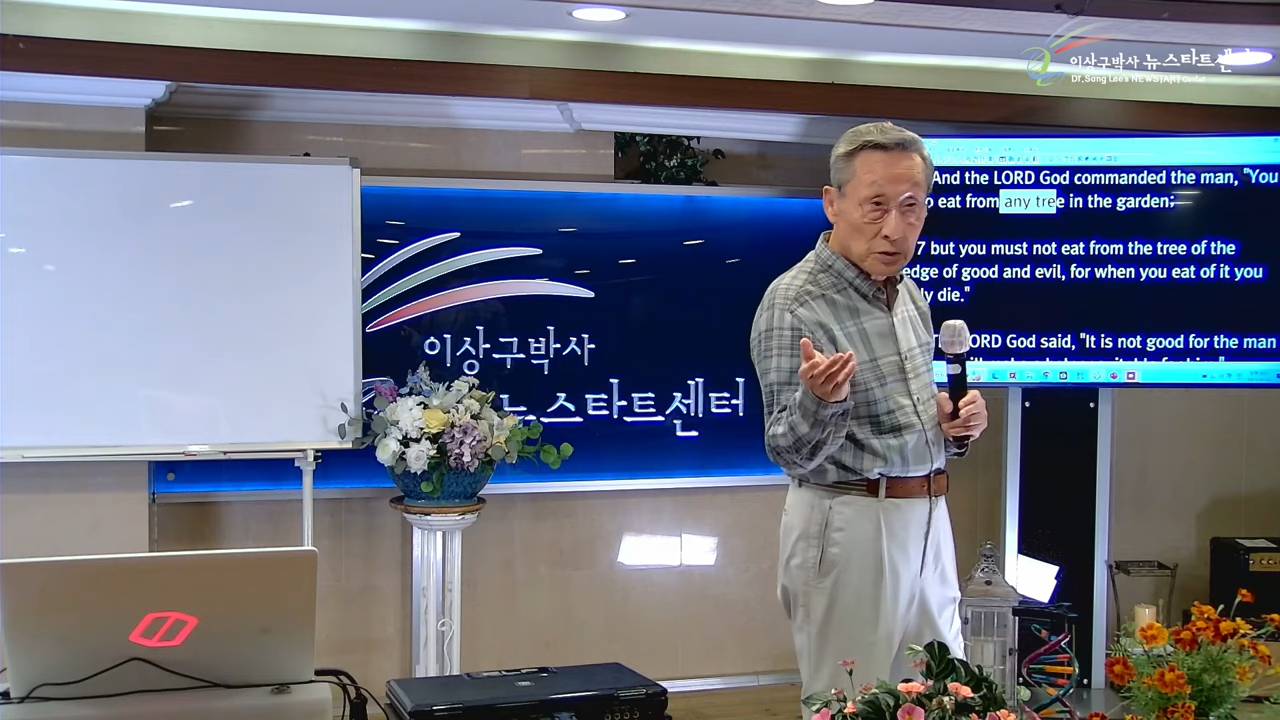 이상구박사 뉴스타트센
Dr.Sang Lee's NEWSTART Center
And the LORD God commanded the man, "You
o eat from any tree in the garden;
7 but you must not eat from the tree of the
edge of good and evil, for when you eat of it you
ly die."
ORD God said, "It is not good for the man
이상구박사
뉴스타트센터